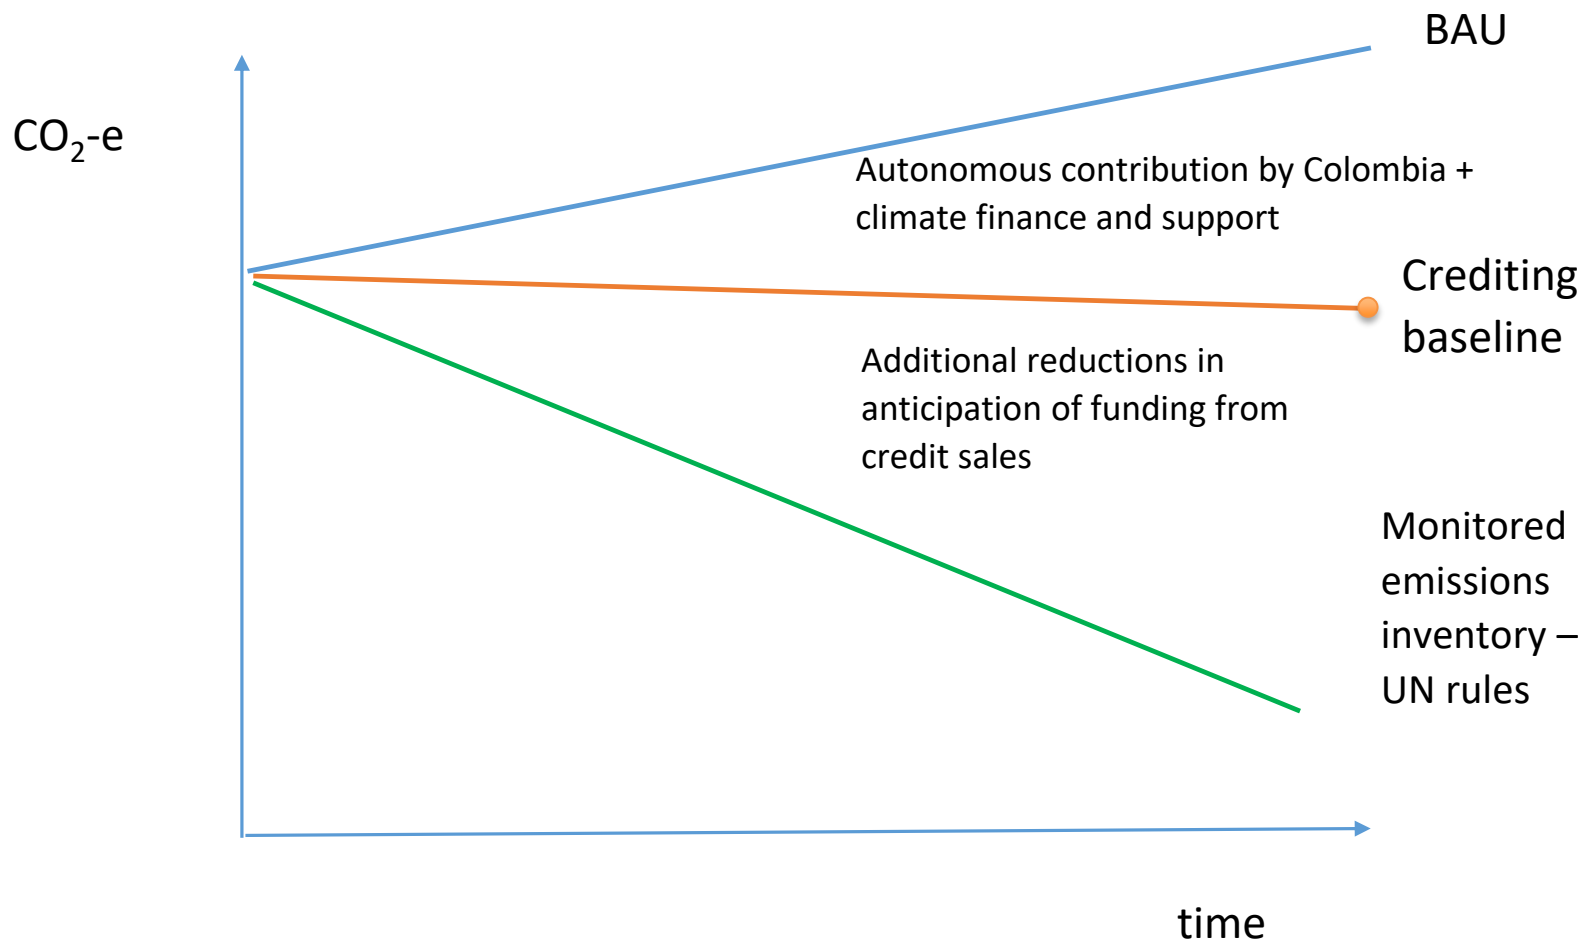 BAU
CO₂-e
Autonomous contribution by Colombia +
climate finance and support
Crediting
baseline
Additional reductions in
anticipation of funding from
credit sales
Monitored
emissions
inventory –
UN rules
time